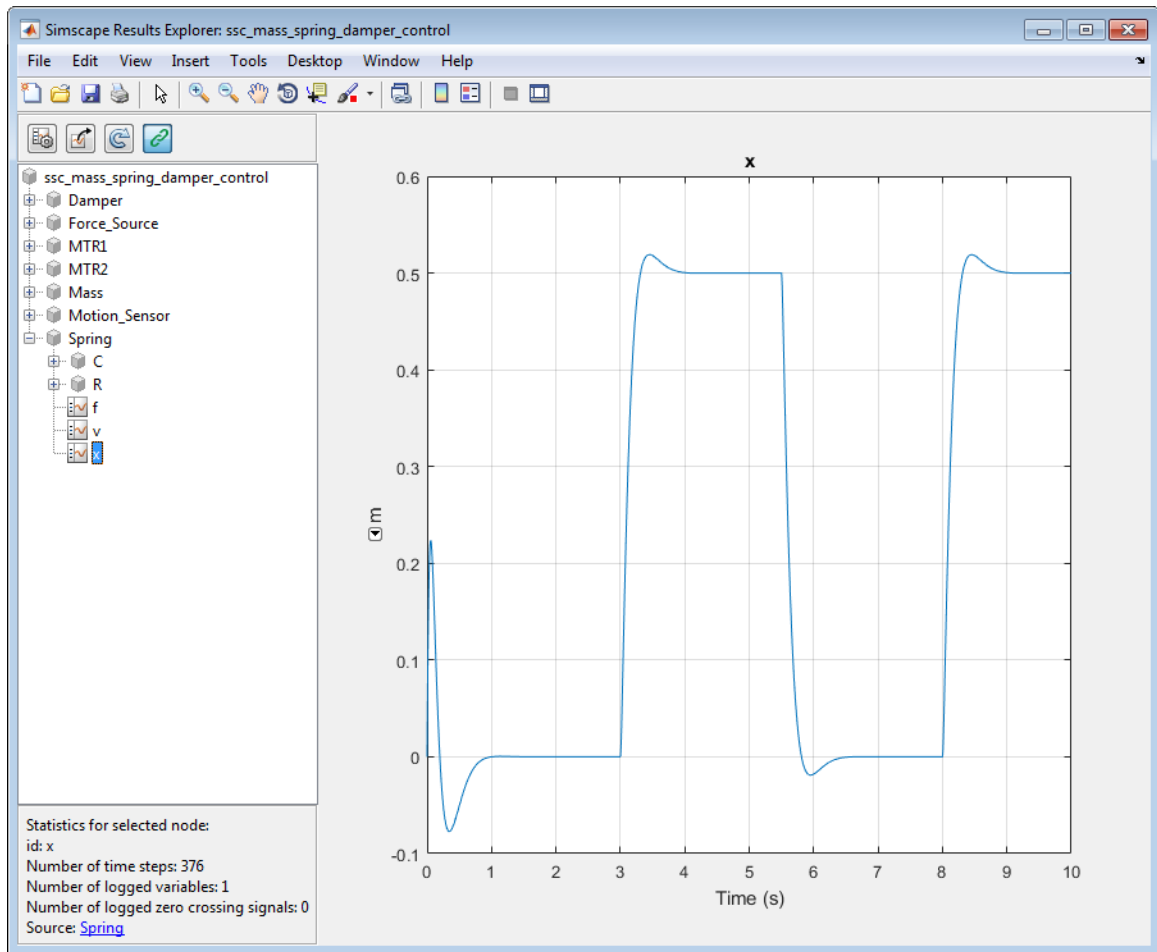 Simscape Results Explorer: ssc_mass_spring_damper_control
File Edit View Insert Tools Desktop Window Help
ssc_mass_spring_damper_control
Damper
Force_Source
MTR1
MTR2
Mass
Motion_Sensor
Spring
C
R
f
v
x
Statistics for selected node:
id: x
Number of time steps: 376
Number of logged variables: 1
Number of logged zero crossing signals: 0
Source: Spring
x
0.6
0.5
0.4
0.3
0.2
0.1
0
-0.1
m
0 1 2 3 4 5 6 7 8 9 10
Time (s)